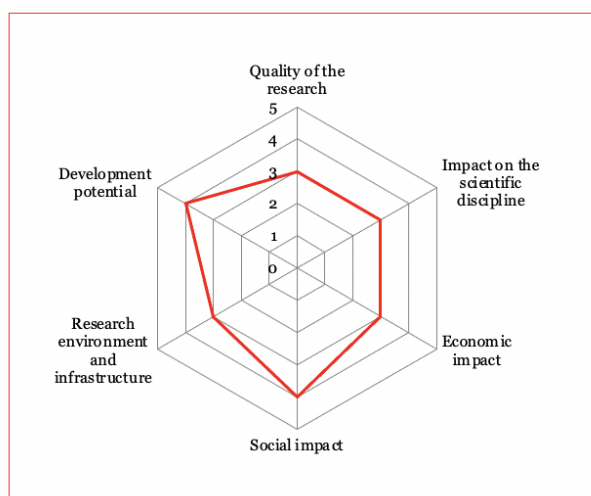 Quality of the
research
5
4
3
2
1
0
Impact on the
scientific
discipline
Economic
impact
Social impact
Research
environment
and
infrastructure
Development
potential